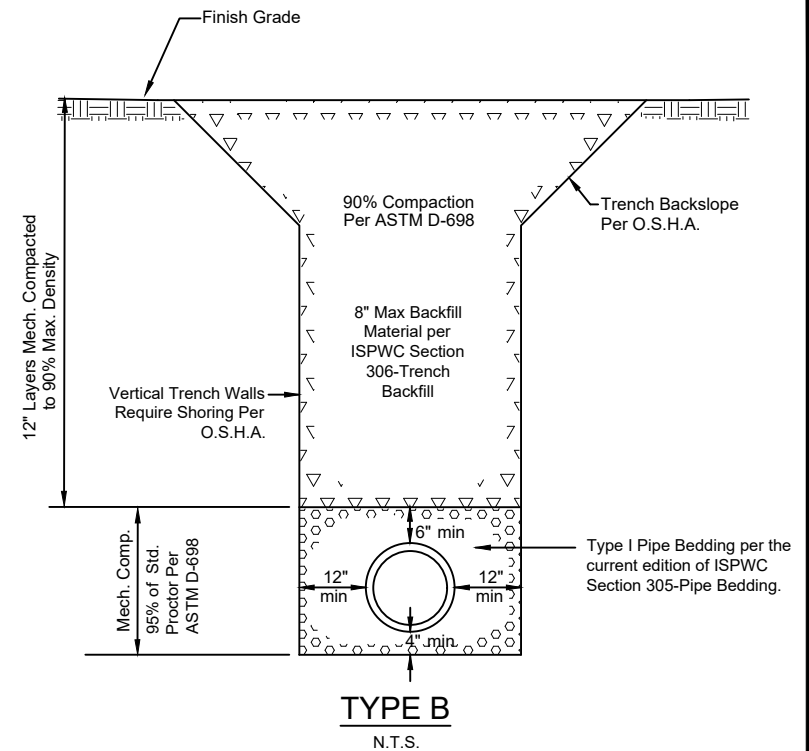 Finish Grade
90% Compaction
Per ASTM D-698
Trench Backslope
Per O.S.H.A.
12" Layers Mech. Compacted
to 90% Max. Density
8" Max Backfill
Material per
ISPWC Section
306-Trench
Backfill
Vertical Trench Walls
Require Shoring Per
O.S.H.A.
Mech. Comp.
95% of Std.
Proctor Per
ASTM D-698
6" min
12"
min
12"
min
4" min
Type I Pipe Bedding per the
current edition of ISPWC
Section 305-Pipe Bedding.
TYPE B
N.T.S.